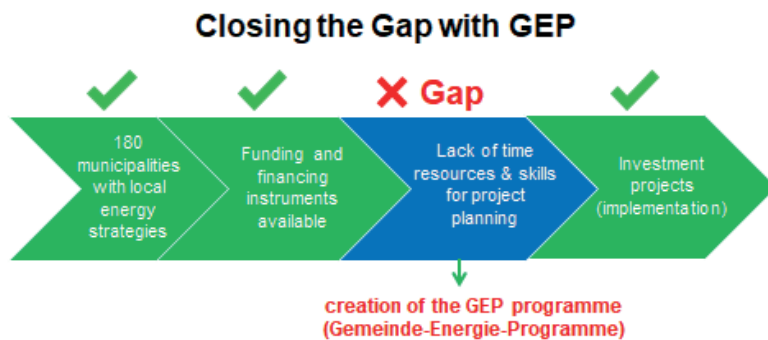 Closing the Gap with GEP
Gap
180
municipalities
with local
energy
strategies
Funding and
financing
instruments
available
Lack of time
resources & skills
for project
planning
Investment
projects
(implementation)
creation of the GEP programme
(Gemeinde-Energie-Programme)